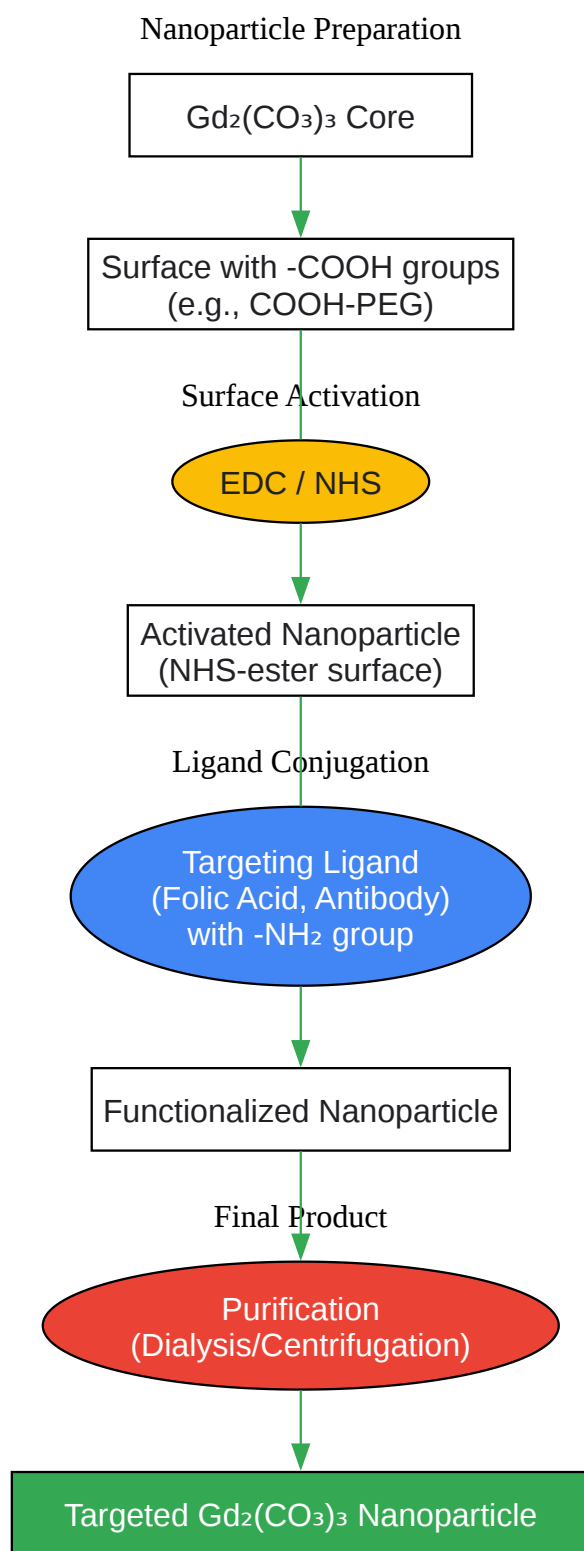 Nanoparticle Preparation
Gd₂(CO₃)₃ Core
Surface with -COOH groups
(e.g., COOH-PEG)
Surface Activation
EDC / NHS
Activated Nanoparticle
(NHS-ester surface)
Ligand Conjugation
Targeting Ligand
(Folic Acid, Antibody)
with -NH₂ group
Functionalized Nanoparticle
Final Product
Purification
(Dialysis/Centrifugation)
Targeted Gd₂(CO₃)₃ Nanoparticle